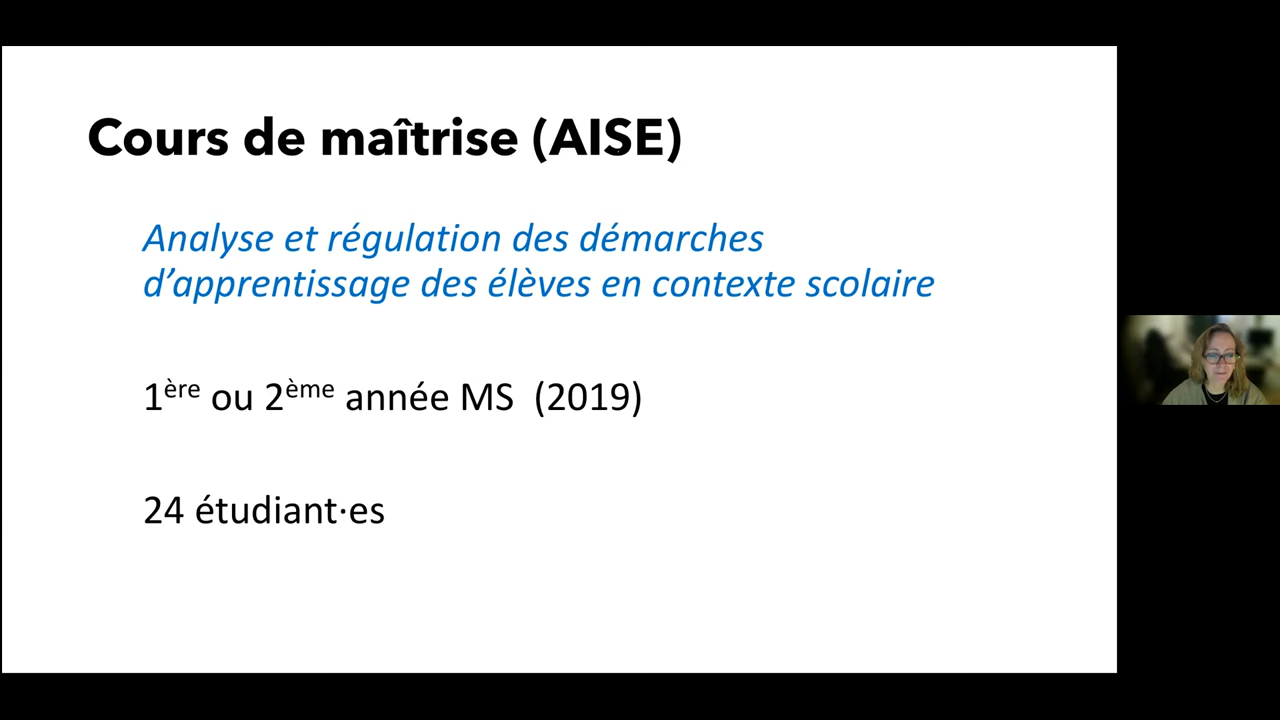 Cours de maîtrise (AISE)
Analyse et régulation des démarches
d’apprentissage des élèves en contexte scolaire
1ère ou 2ème année MS (2019)
24 étudiant·es